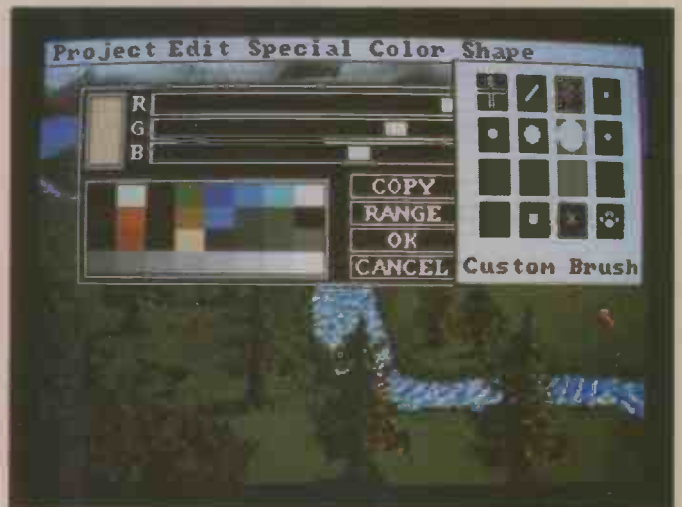 Project Edit Special Color Shape
R
G
B
COPY
RANGE
OK
CANCEL
Custom Brush